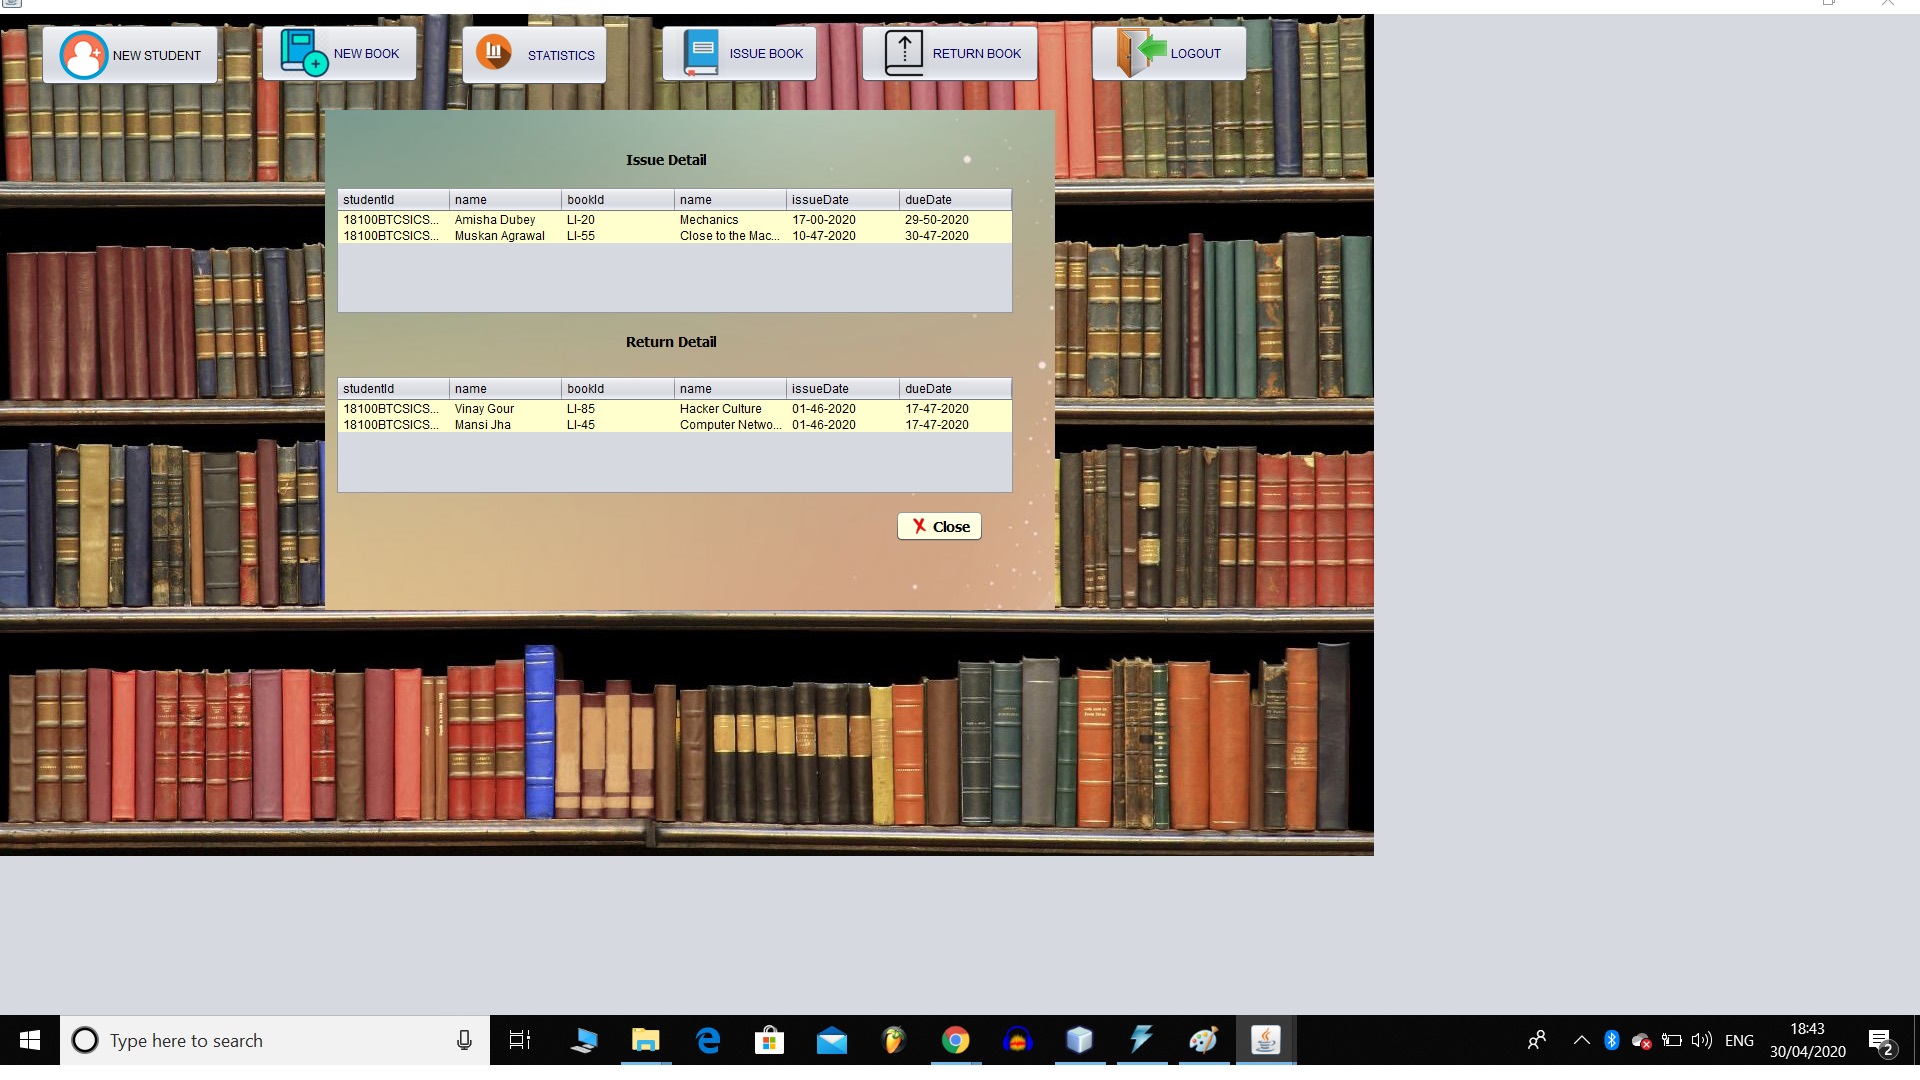 NEW STUDENT NEW BOOK STATISTICS ISSUE BOOK RETURN BOOK LOGOUT
Issue Detail
studentId name bookId name issueDate dueDate
18100BTCSICS... Amisha Dubey LI-20 Mechanics 17-00-2020 29-50-2020
18100BTCSICS... Muskan Agrawal LI-55 Close to the Mac... 10-47-2020 30-47-2020
Return Detail
studentId name bookId name issueDate dueDate
18100BTCSICS... Vinay Gour LI-85 Hacker Culture 01-46-2020 17-47-2020
18100BTCSICS... Mansi Jha LI-45 Computer Netwo... 01-46-2020 17-47-2020
X Close
Type here to search
ENG
18:43
30/04/2020
2